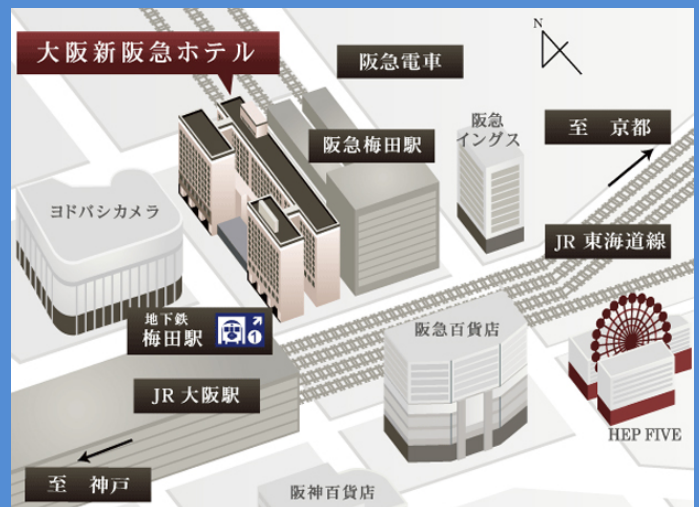 大阪新阪急ホテル
阪急電車
N
阪急
イングス
至 京都
阪急梅田駅
ヨドバシカメラ
JR 東海道線
地下鉄
梅田駅
1
阪急百貨店
JR 大阪駅
HEP FIVE
至 神戸
阪神百貨店